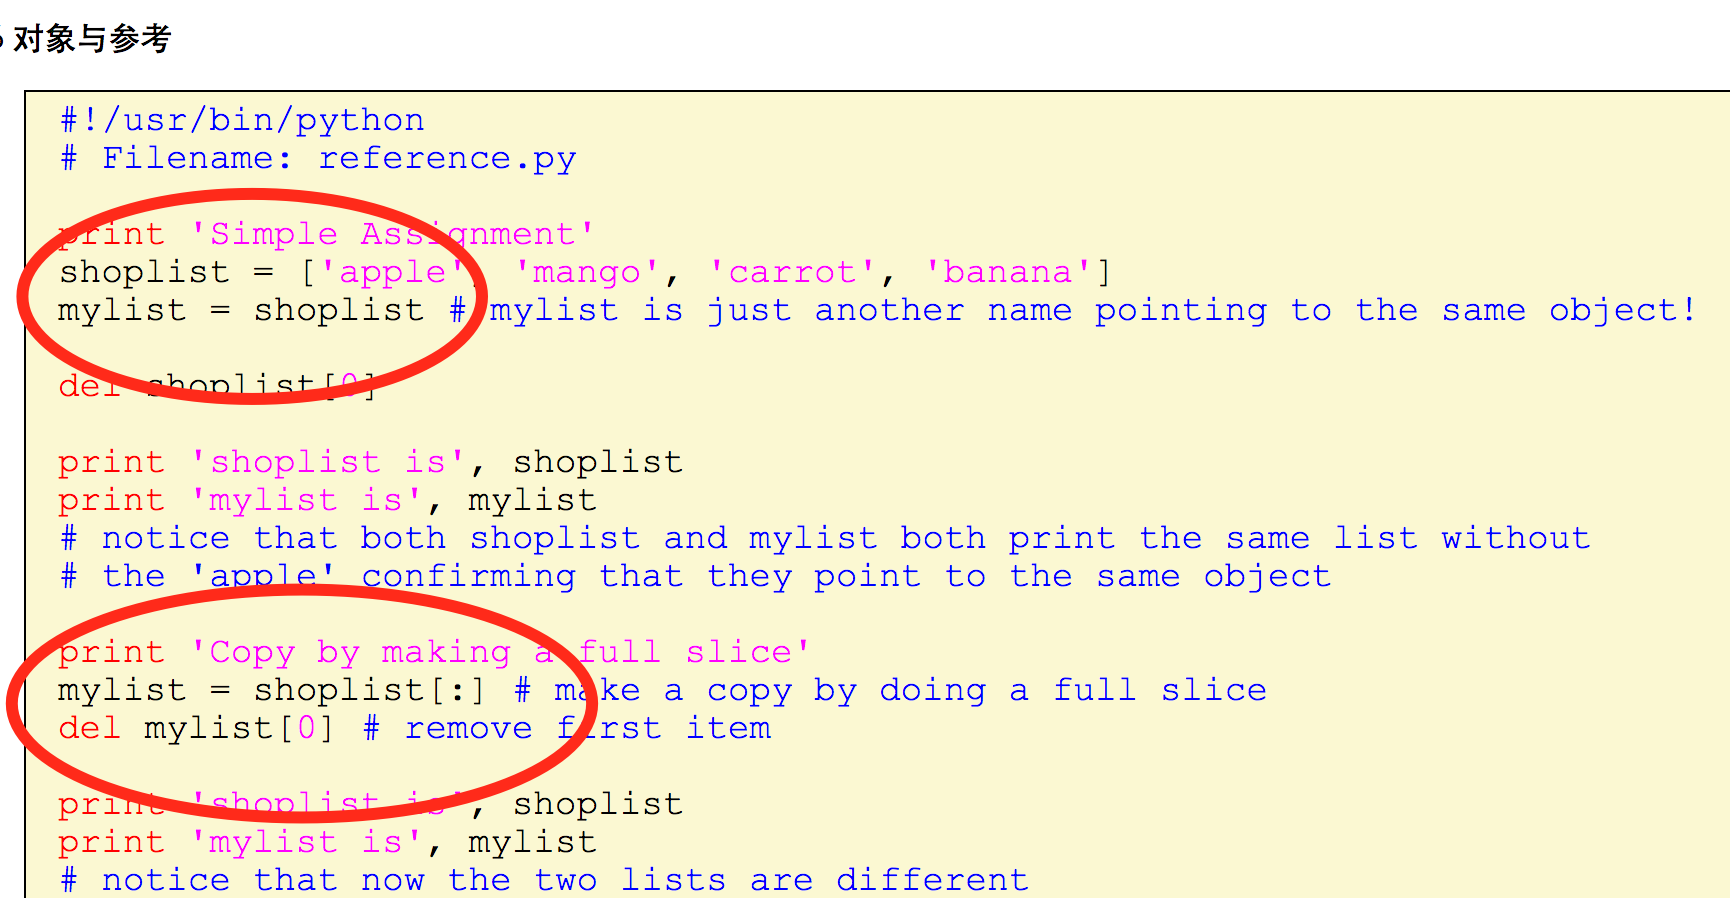 对象与参考
#!/usr/bin/python
# Filename: reference.py
print 'Simple Assignment'
shoplist = ['apple', 'mango', 'carrot', 'banana']
mylist = shoplist # mylist is just another name pointing to the same object!
del shoplist[0]
print 'shoplist is', shoplist
print 'mylist is', mylist
# notice that both shoplist and mylist both print the same list without
# the 'apple' confirming that they point to the same object
print 'Copy by making a full slice'
mylist = shoplist[:] # make a copy by doing a full slice
del mylist[0] # remove first item
print 'shoplist is', shoplist
print 'mylist is', mylist
# notice that now the two lists are different